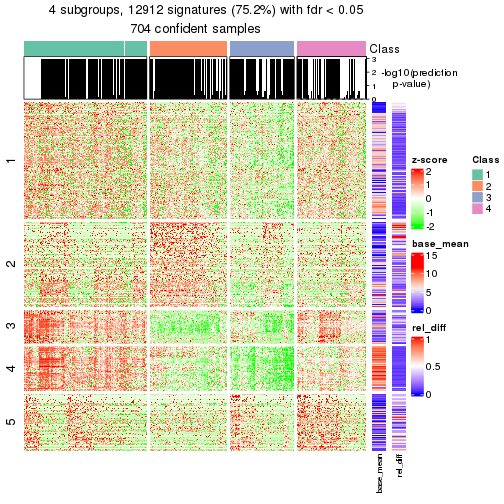 4 subgroups, 12912 signatures (75.2%) with fdr < 0.05
704 confident samples
Class
3
2
1
0
-log10(prediction
p-value)
1
2
3
4
5
z-score
2
1
0
-1
-2
Class
1
2
3
4
base_mean
15
10
5
0
rel_diff
1
0.5
0
base_mean
rel_diff